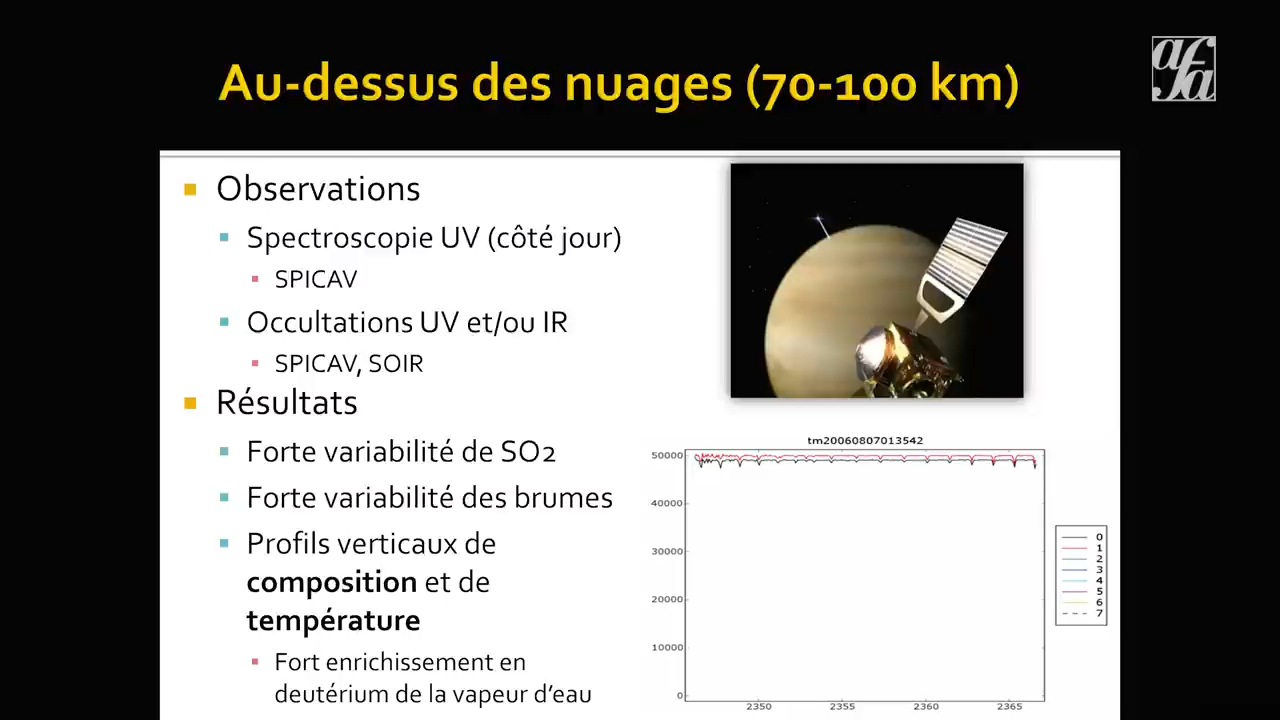 Au-dessus des nuages (70-100 km)
afa
Observations
Spectroscopie UV (côté jour)
SPICAV
Occultations UV et/ou IR
SPICAV, SOIR
Résultats
Forte variabilité de SO2
Forte variabilité des brumes
Profils verticaux de
composition et de
température
Fort enrichissement en
deutérium de la vapeur d’eau
tm20060807013542
50000
40000
30000
20000
10000
0
2350
2355
2360
2365
0
1
2
3
4
5
6
7